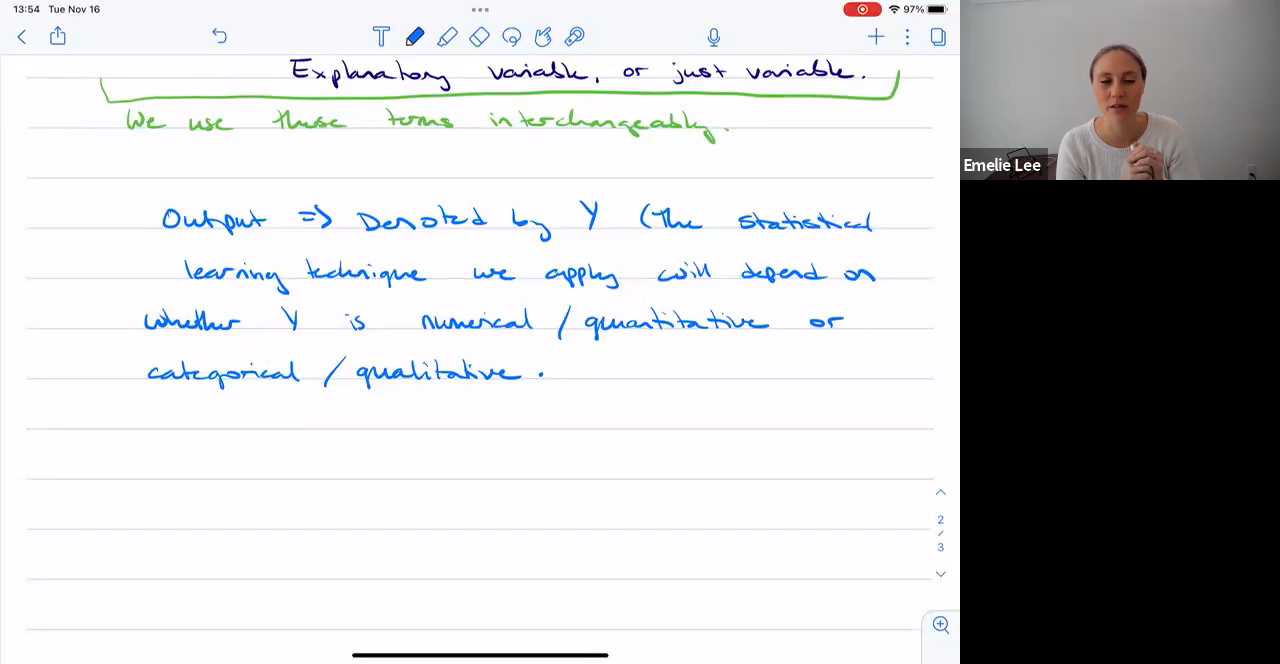 13:54 Tue Nov 16
97%
Explanatory variable, or just variable.
We use these terms interchangeably.
Output => Denoted by Y (The statistical
learning technique we apply will depend on
whether Y is numerical / quantitative or
categorical / qualitative.
2
/
3
Emelie Lee